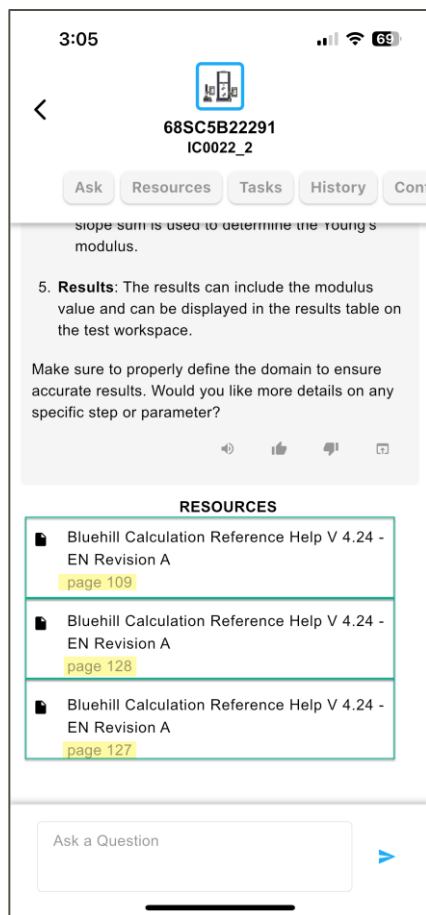 3:05
69
68SC5B22291
IC0022_2
Ask
Resources
Tasks
History
Con
slope sum is used to determine the Young's
modulus.
5. Results: The results can include the modulus
value and can be displayed in the results table on
the test workspace.
Make sure to properly define the domain to ensure
accurate results. Would you like more details on any
specific step or parameter?
RESOURCES
Bluehill Calculation Reference Help V 4.24 -
EN Revision A
page 109
Bluehill Calculation Reference Help V 4.24 -
EN Revision A
page 128
Bluehill Calculation Reference Help V 4.24 -
EN Revision A
page 127
Ask a Question